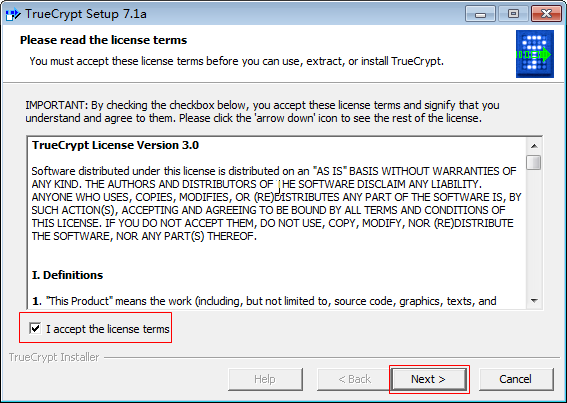 TrueCrypt Setup 7.1a
Please read the license terms
You must accept these license terms before you can use, extract, or install TrueCrypt.
IMPORTANT: By checking the checkbox below, you accept these license terms and signify that you
understand and agree to them. Please click the 'arrow down' icon to see the rest of the license.
TrueCrypt License Version 3.0
Software distributed under this license is distributed on an "AS IS" BASIS WITHOUT WARRANTIES OF
ANY KIND. THE AUTHORS AND DISTRIBUTORS OF HE SOFTWARE DISCLAIM ANY LIABILITY.
ANYONE WHO USES, COPIES, MODIFIES, OR (RE)DISTRIBUTES ANY PART OF THE SOFTWARE IS, BY
SUCH ACTION(S), ACCEPTING AND AGREEING TO BE BOUND BY ALL TERMS AND CONDITIONS OF
THIS LICENSE. IF YOU DO NOT ACCEPT THEM, DO NOT USE, COPY, MODIFY, NOR (RE)DISTRIBUTE
THE SOFTWARE, NOR ANY PART(S) THEREOF.
I. Definitions
1. "This Product" means the work (including, but not limited to, source code, graphics, texts, and
I accept the license terms
TrueCrypt Installer
Help
< Back
Next >
Cancel